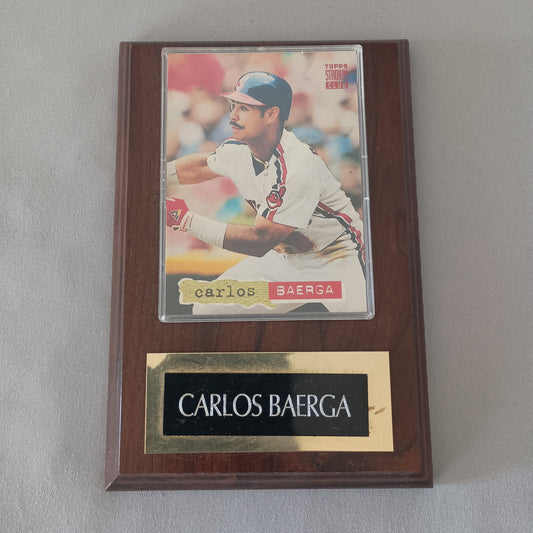 TOPPS
STADIUM
CLUB
carlos BAERGA
CARLOS BAERGA